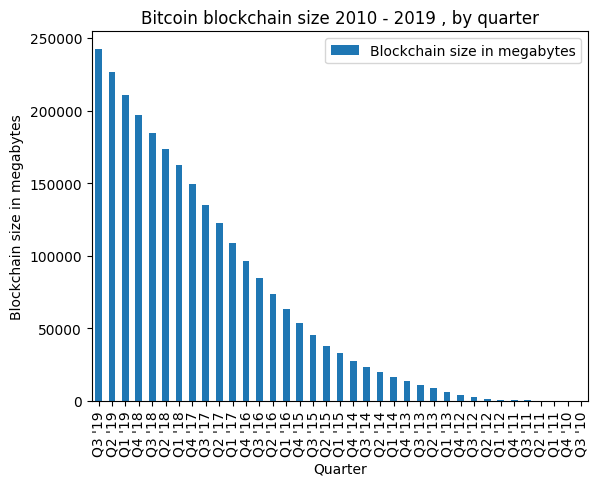 Bitcoin blockchain size 2010 - 2019 , by quarter
Blockchain size in megabytes
Blockchain size in megabytes
250000
200000
150000
100000
50000
0
Q3 '19
Q2 '19
Q1 '19
Q4 '18
Q3 '18
Q2 '18
Q1 '18
Q4 '17
Q3 '17
Q2 '17
Q1 '17
Q4 '16
Q3 '16
Q2 '16
Q1 '16
Q4 '15
Q3 '15
Q2 '15
Q1 '15
Q4 '14
Q3 '14
Q2 '14
Q1 '14
Q4 '13
Q3 '13
Q2 '13
Q1 '13
Q4 '12
Q3 '12
Q2 '12
Q1 '12
Q4 '11
Q3 '11
Q2 '11
Q1 '11
Q4 '10
Q3 '10
Quarter